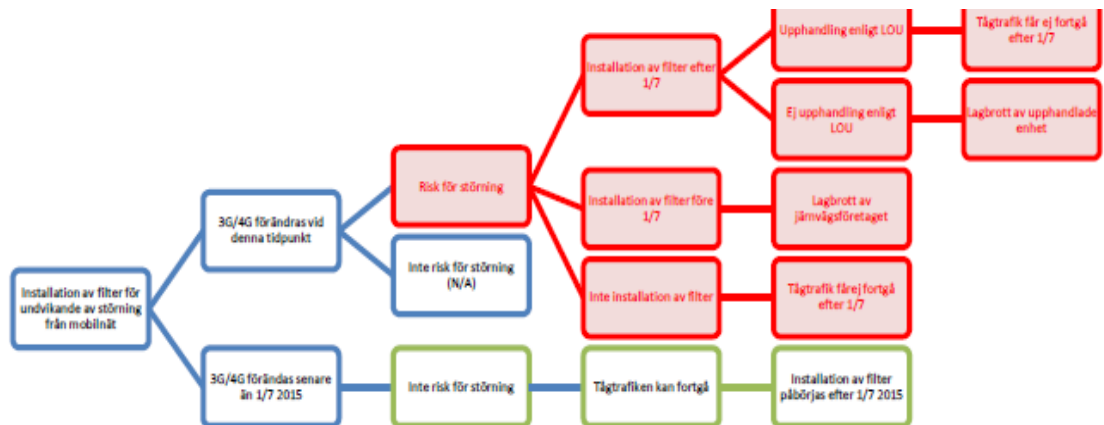 Upphandling enligt LOU
Tågtrafik får ej fortgå
efter 1/7
Installation av filter efter
1/7
Ej upphandling enligt
LOU
Lagbrott av upphandlade
enhet
Risk för störning
Installation av filter före
1/7
Lagbrott av
järnvägsföretaget
3G/4G förändras vid
denna tidpunkt
Inte risk för störning
(N/A)
Inte installation av filter
Tågtrafik fårej fortgå
efter 1/7
Installation av filter för
undvikande av störning
från mobilnät
3G/4G förändas senare
än 1/7 2015
Inte risk för störning
Tågtrafiken kan fortgå
Installation av filter
påbörjas efter 1/7 2015